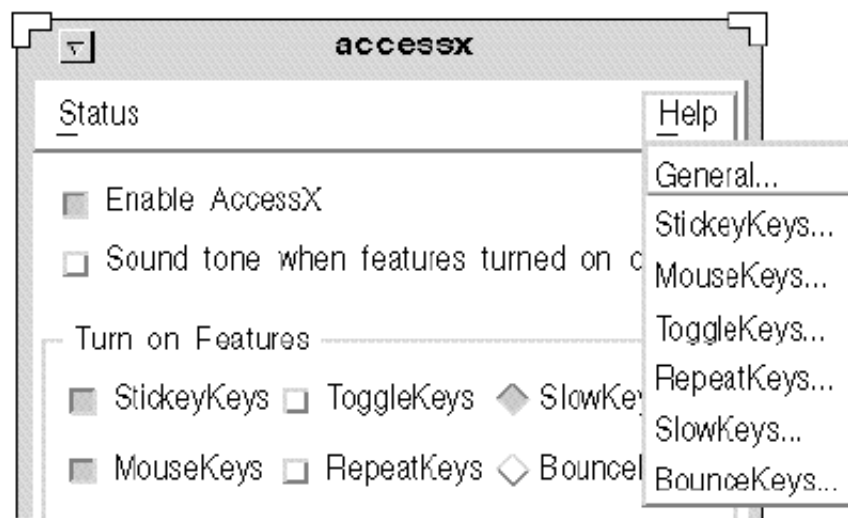 accessx
Status Help
Enable AccessX
Sound tone when features turned on
Turn on Features
StickeyKeys ToggleKeys
MouseKeys RepeatKeys
General...
StickeyKeys...
MouseKeys...
ToggleKeys...
RepeatKeys...
SlowKeys...
BounceKeys...